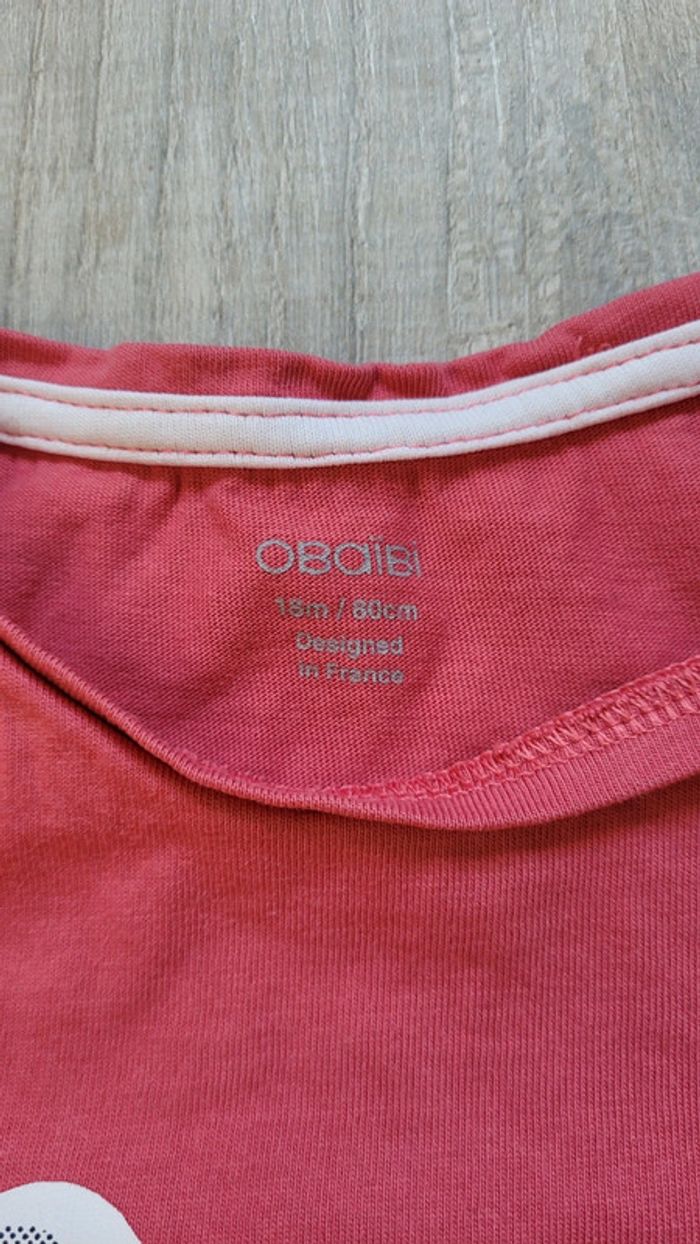 OBaïBi
18m / 80cm
Designed
in France